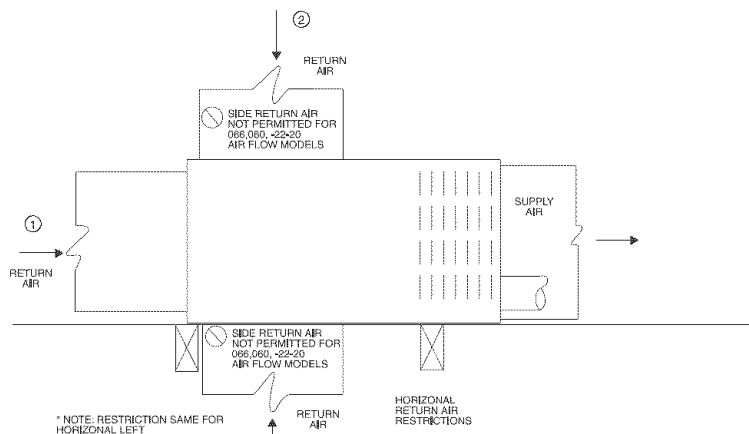 ②
RETURN
AIR
SIDE RETURN AIR
NOT PERMITTED FOR
066,060, -22-20
AIR FLOW MODELS
①
RETURN
AIR
SUPPLY
AIR
SIDE RETURN AIR
NOT PERMITTED FOR
066,060, -22-20
AIR FLOW MODELS
RETURN
AIR
HORIZONAL
RETURN AIR
RESTRICTIONS
* NOTE: RESTRICTION SAME FOR
HORIZONAL LEFT